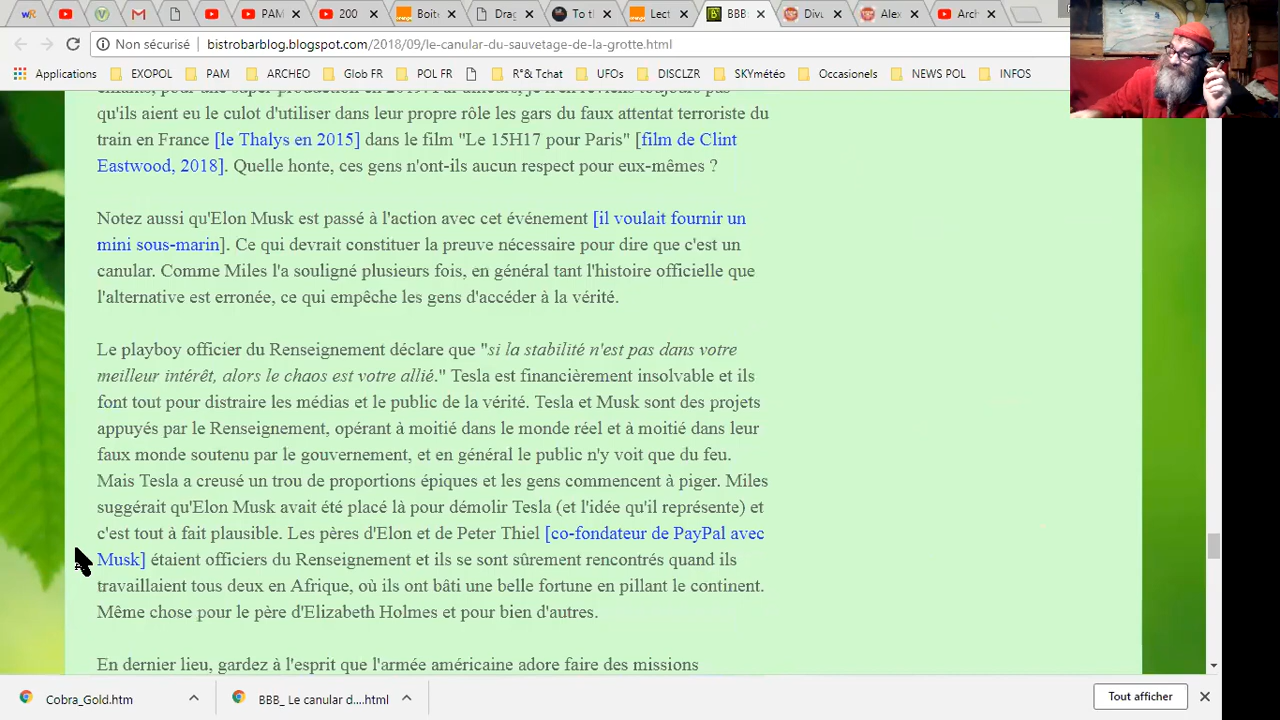 PAM
200
Boît
Drag
To th
Lect
BBB
Divu
Alex
Arch
Non sécurisé
bistrobarblog.blogspot.com/2018/09/le-canular-du-sauvetage-de-la-grotte.html
Applications EXOPOL PAM ARCHEO Glob FR POL FR R°& Tchat UFOs DISCLZR SKYmétéo Occasionels NEWS POL INFOS
qu'ils aient eu le culot d'utiliser dans leur propre rôle les gars du faux attentat terroriste du
train en France [le Thalys en 2015] dans le film "Le 15H17 pour Paris" [film de Clint
Eastwood, 2018]. Quelle honte, ces gens n'ont-ils aucun respect pour eux-mêmes ?
Notez aussi qu'Elon Musk est passé à l'action avec cet événement [il voulait fournir un
mini sous-marin]. Ce qui devrait constituer la preuve nécessaire pour dire que c'est un
canular. Comme Miles l'a souligné plusieurs fois, en général tant l'histoire officielle que
l'alternative est erronée, ce qui empêche les gens d'accéder à la vérité.
Le playboy officier du Renseignement déclare que "si la stabilité n'est pas dans votre
meilleur intérêt, alors le chaos est votre allié." Tesla est financièrement insolvable et ils
font tout pour distraire les médias et le public de la vérité. Tesla et Musk sont des projets
appuyés par le Renseignement, opérant à moitié dans le monde réel et à moitié dans leur
faux monde soutenu par le gouvernement, et en général le public n'y voit que du feu.
Mais Tesla a creusé un trou de proportions épiques et les gens commencent à piger. Miles
suggérait qu'Elon Musk avait été placé là pour démolir Tesla (et l'idée qu'il représente) et
c'est tout à fait plausible. Les pères d'Elon et de Peter Thiel [co-fondateur de PayPal avec
Musk] étaient officiers du Renseignement et ils se sont sûrement rencontrés quand ils
travaillaient tous deux en Afrique, où ils ont bâti une belle fortune en pillant le continent.
Même chose pour le père d'Elizabeth Holmes et pour bien d'autres.
En dernier lieu, gardez à l'esprit que l'armée américaine adore faire des missions
Cobra_Gold.htm
BBB_ Le canular d....html
Tout afficher